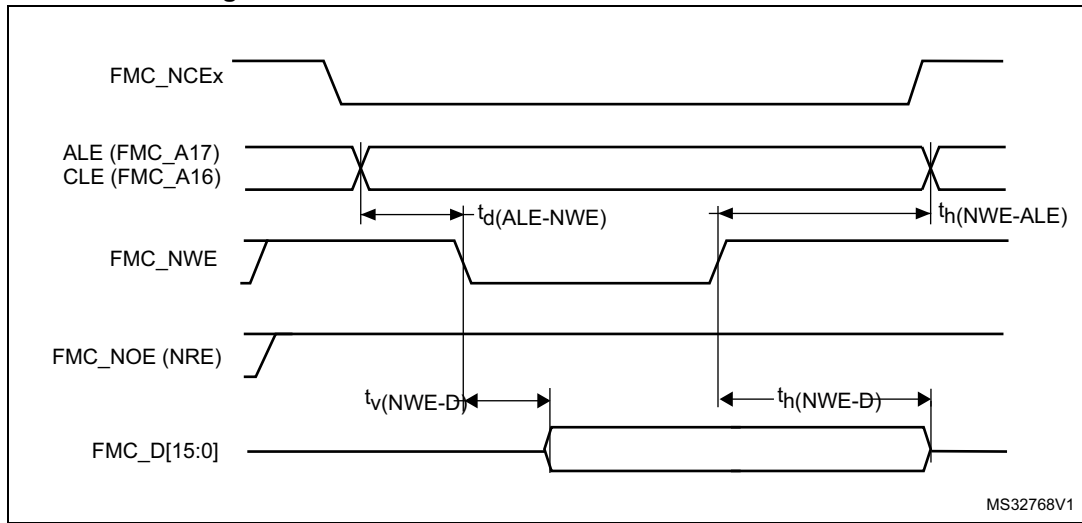 FMC_NCEx
ALE (FMC_A17)
CLE (FMC_A16)
td(ALE-NWE)
th(NWE-ALE)
FMC_NWE
FMC_NOE (NRE)
tv(NWE-D)
th(NWE-D)
FMC_D[15:0]
MS32768V1